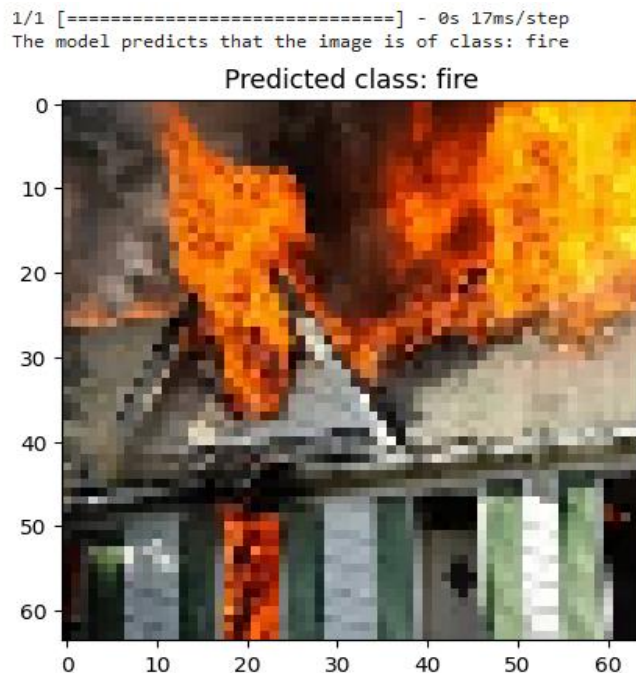 1/1 [==============================] - 0s 17ms/step
The model predicts that the image is of class: fire
Predicted class: fire
0
10
20
30
40
50
60
0 10 20 30 40 50 60